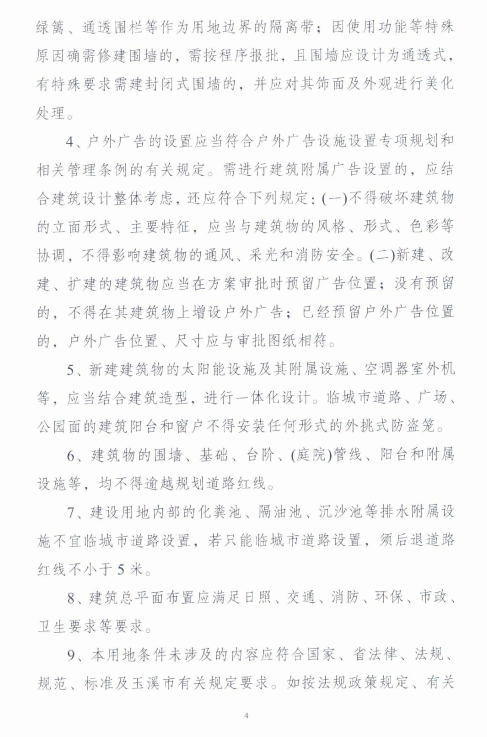 绿篱、通透围栏等作为用地边界的隔离带；因使用功能等特殊
原因确需修建围墙的，需按程序报批，且围墙应设计为通透式，
有特殊要求需建封闭式围墙的，并应对其饰面及外观进行美化
处理。
4、户外广告的设置应当符合户外广告设施设置专项规划和
相关管理条例的有关规定。需进行建筑附属广告设置的，应结
合建筑设计整体考虑，还应符合下列规定：(一)不得破坏建筑物
的立面形式、主要特征，应当与建筑物的风格、形式、色彩等
协调，不得影响建筑物的通风、采光和消防安全。(二)新建、改
建、扩建的建筑物应当在方案审批时预留广告位置；没有预留
的，不得在其建筑物上增设户外广告；已经预留户外广告位置
的，户外广告位置、尺寸应与审批图纸相符。
5、新建建筑物的太阳能设施及其附属设施、空调器室外机
等，应当结合建筑造型，进行一体化设计。临城市道路、广场、
公园面的建筑阳台和窗户不得安装任何形式的外挑式防盗笼。
6、建筑物的围墙、基础、台阶、(庭院)管线、阳台和附属
设施等，均不得逾越规划道路红线。
7、建设用地内部的化粪池、隔油池、沉沙池等排水附属设
施不宜临城市道路设置，若只能临城市道路设置，须后退道路
红线不小于 5 米。
8、建筑总平面布置应满足日照、交通、消防、环保、市政、
卫生要求等要求。
9、本用地条件未涉及的内容应符合国家、省法律、法规、
规范、标准及玉溪市有关规定要求。如按法规政策规定、有关
4